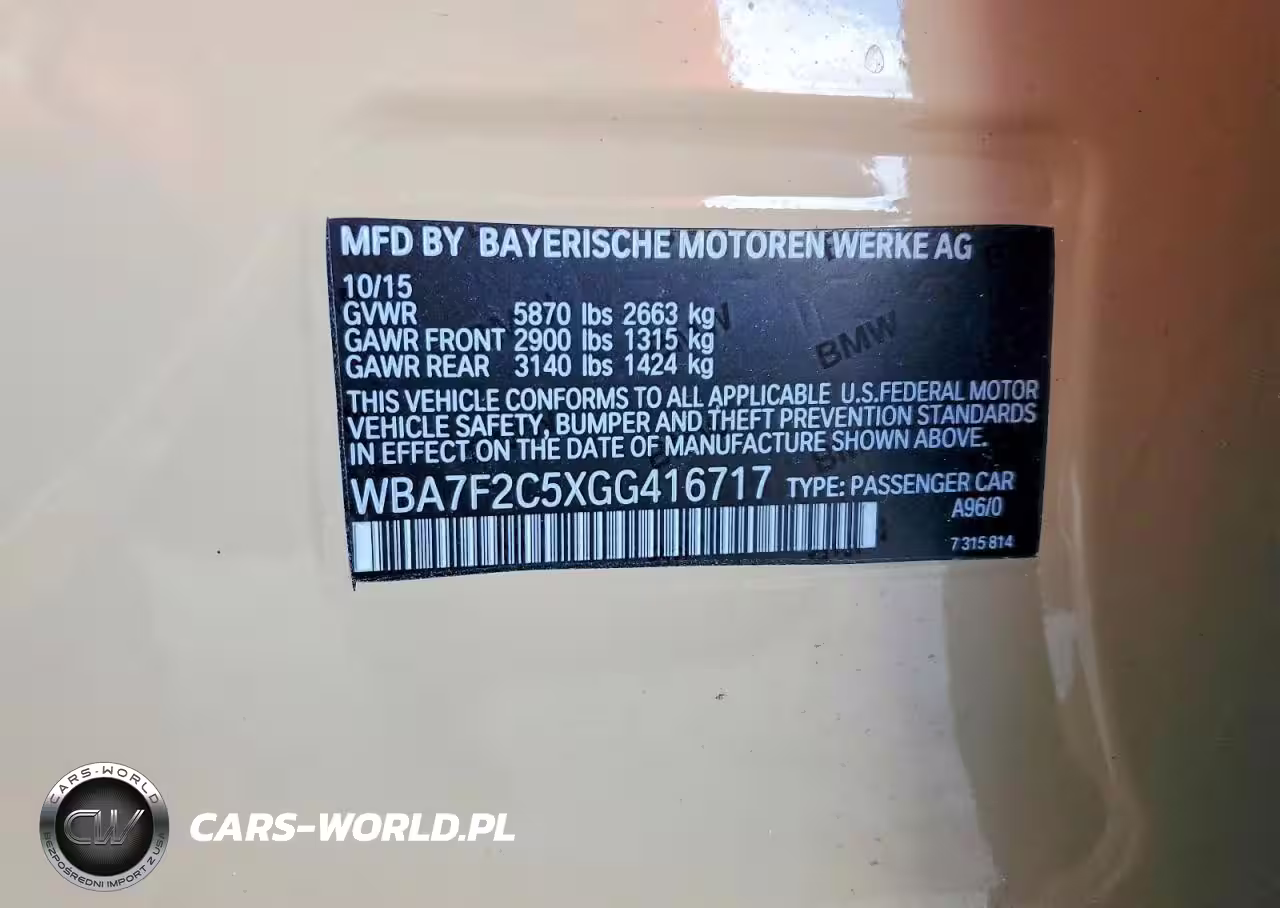 MFD BY BAYERISCHE MOTOREN WERKE AG
10/15
GVWR 5870 lbs 2663 kg
GAWR FRONT 2900 lbs 1315 kg
GAWR REAR 3140 lbs 1424 kg
THIS VEHICLE CONFORMS TO ALL APPLICABLE U.S.FEDERAL MOTOR
VEHICLE SAFETY, BUMPER AND THEFT PREVENTION STANDARDS
IN EFFECT ON THE DATE OF MANUFACTURE SHOWN ABOVE.
WBA7F2C5XGG416717 TYPE: PASSENGER CAR
A96/0
7 315 814
BMW
CARS-WORLD
CW
BEZPOŚREDNI IMPORT Z USA
CARS-WORLD.PL